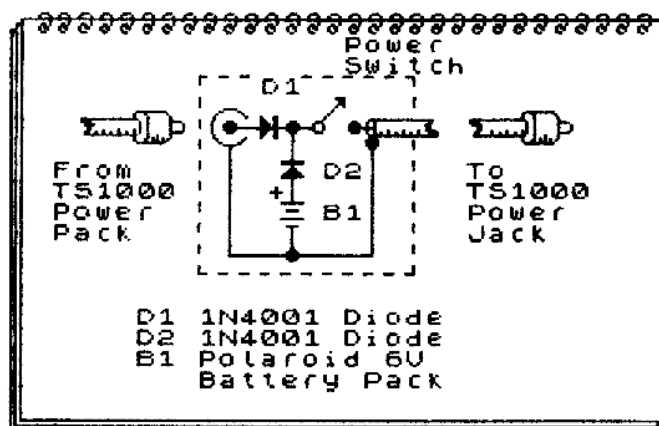 Power
Switch
D1
From
TS1000
Power
Pack
D2
+
B1
To
TS1000
Power
Jack
D1 1N4001 Diode
D2 1N4001 Diode
B1 Polaroid 6V
Battery Pack